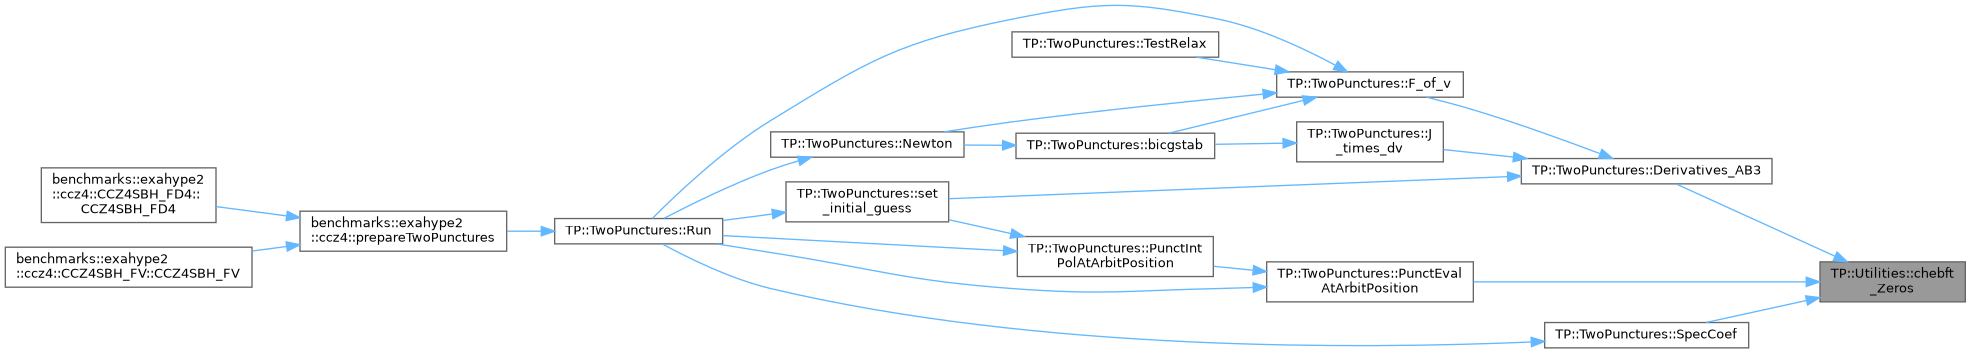 TP::TwoPunctures::TestRelax
TP::TwoPunctures::F_of_v
TP::TwoPunctures::Newton
TP::TwoPunctures::bicgstab
TP::TwoPunctures::J
_times_dv
TP::TwoPunctures::Derivatives_AB3
benchmarks::exahype2
::ccz4::CCZ4SBH_FD4::
CCZ4SBH_FD4
TP::TwoPunctures::set
_initial_guess
benchmarks::exahype2
::ccz4::prepareTwoPunctures
TP::TwoPunctures::Run
benchmarks::exahype2
::ccz4::CCZ4SBH_FV::CCZ4SBH_FV
TP::TwoPunctures::PunctInt
PolAtArbitPosition
TP::TwoPunctures::PunctEval
AtArbitPosition
TP::Utilities::chebft
_Zeros
TP::TwoPunctures::SpecCoef